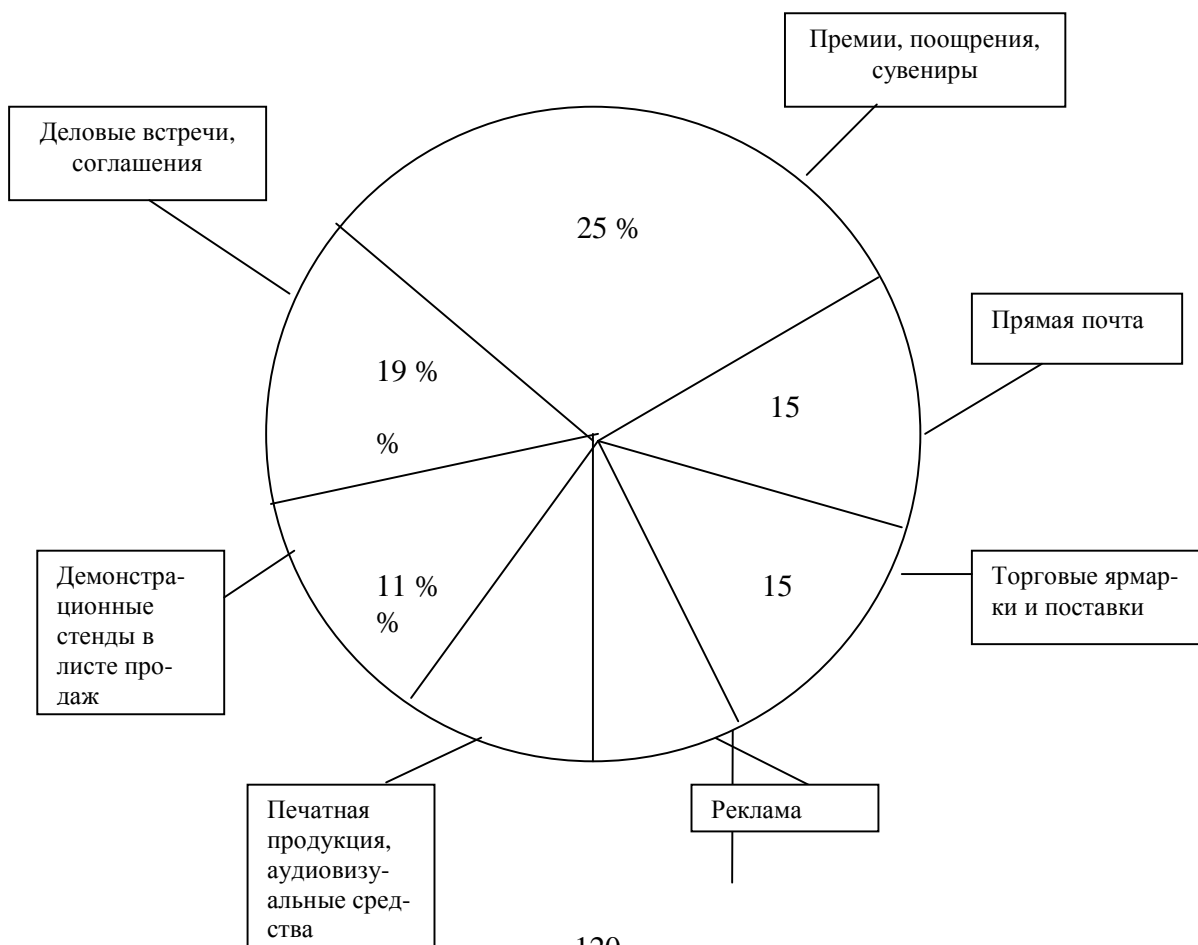 Премии, поощрения,
сувениры
Деловые встречи,
соглашения
25 %
Прямая почта
19 %
%
15
Торговые ярмар-
ки и поставки
15
Демонстра-
ционные
стенды в
листе про-
даж
11 %
%
Печатная
продукция,
аудиовизу-
альные сред-
ства
Реклама
120